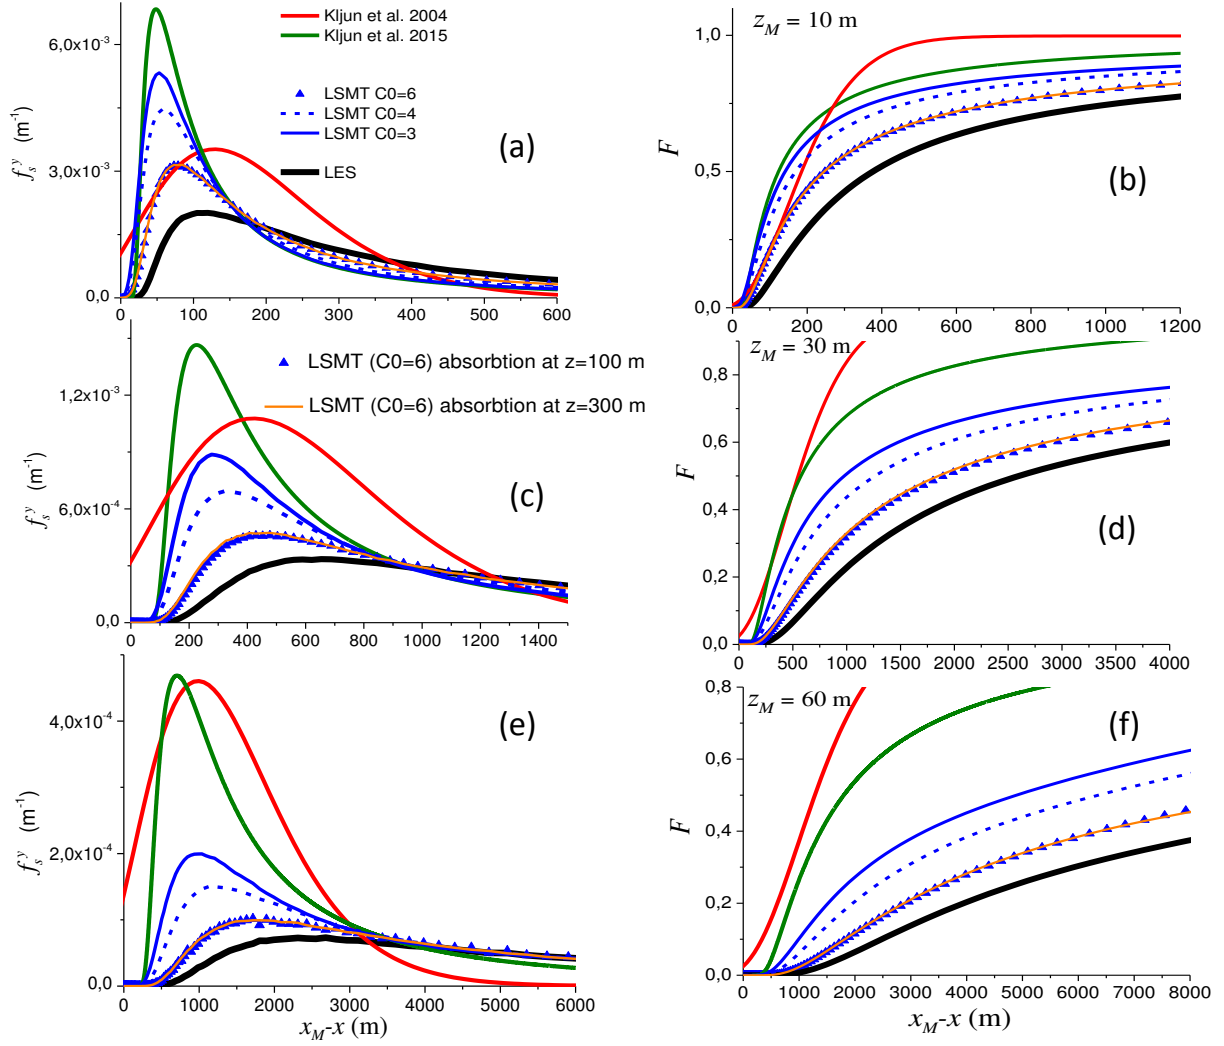 (a)
6,0x10⁻³
3,0x10⁻³
0,0
f_s^y (m⁻¹)
Kljun et al. 2004
Kljun et al. 2015
LSMT C0=6
LSMT C0=4
LSMT C0=3
LES
0 100 200 300 400 500 600
z_M = 10 m
(b)
1,0
0,5
0,0
F
0 200 400 600 800 1000 1200
(c)
1,2x10⁻³
6,0x10⁻⁴
0,0
f_s^y (m⁻¹)
LSMT (C0=6) absorbtion at z=100 m
LSMT (C0=6) absorbtion at z=300 m
0 200 400 600 800 1000 1200 1400
z_M = 30 m
(d)
0,8
0,6
0,4
0,2
0,0
F
0 500 1000 1500 2000 2500 3000 3500 4000
(e)
4,0x10⁻⁴
2,0x10⁻⁴
0,0
f_s^y (m⁻¹)
0 1000 2000 3000 4000 5000 6000
x_M-x (m)
z_M = 60 m
(f)
0,8
0,6
0,4
0,2
0,0
F
0 1000 2000 3000 4000 5000 6000 7000 8000
x_M-x (m)